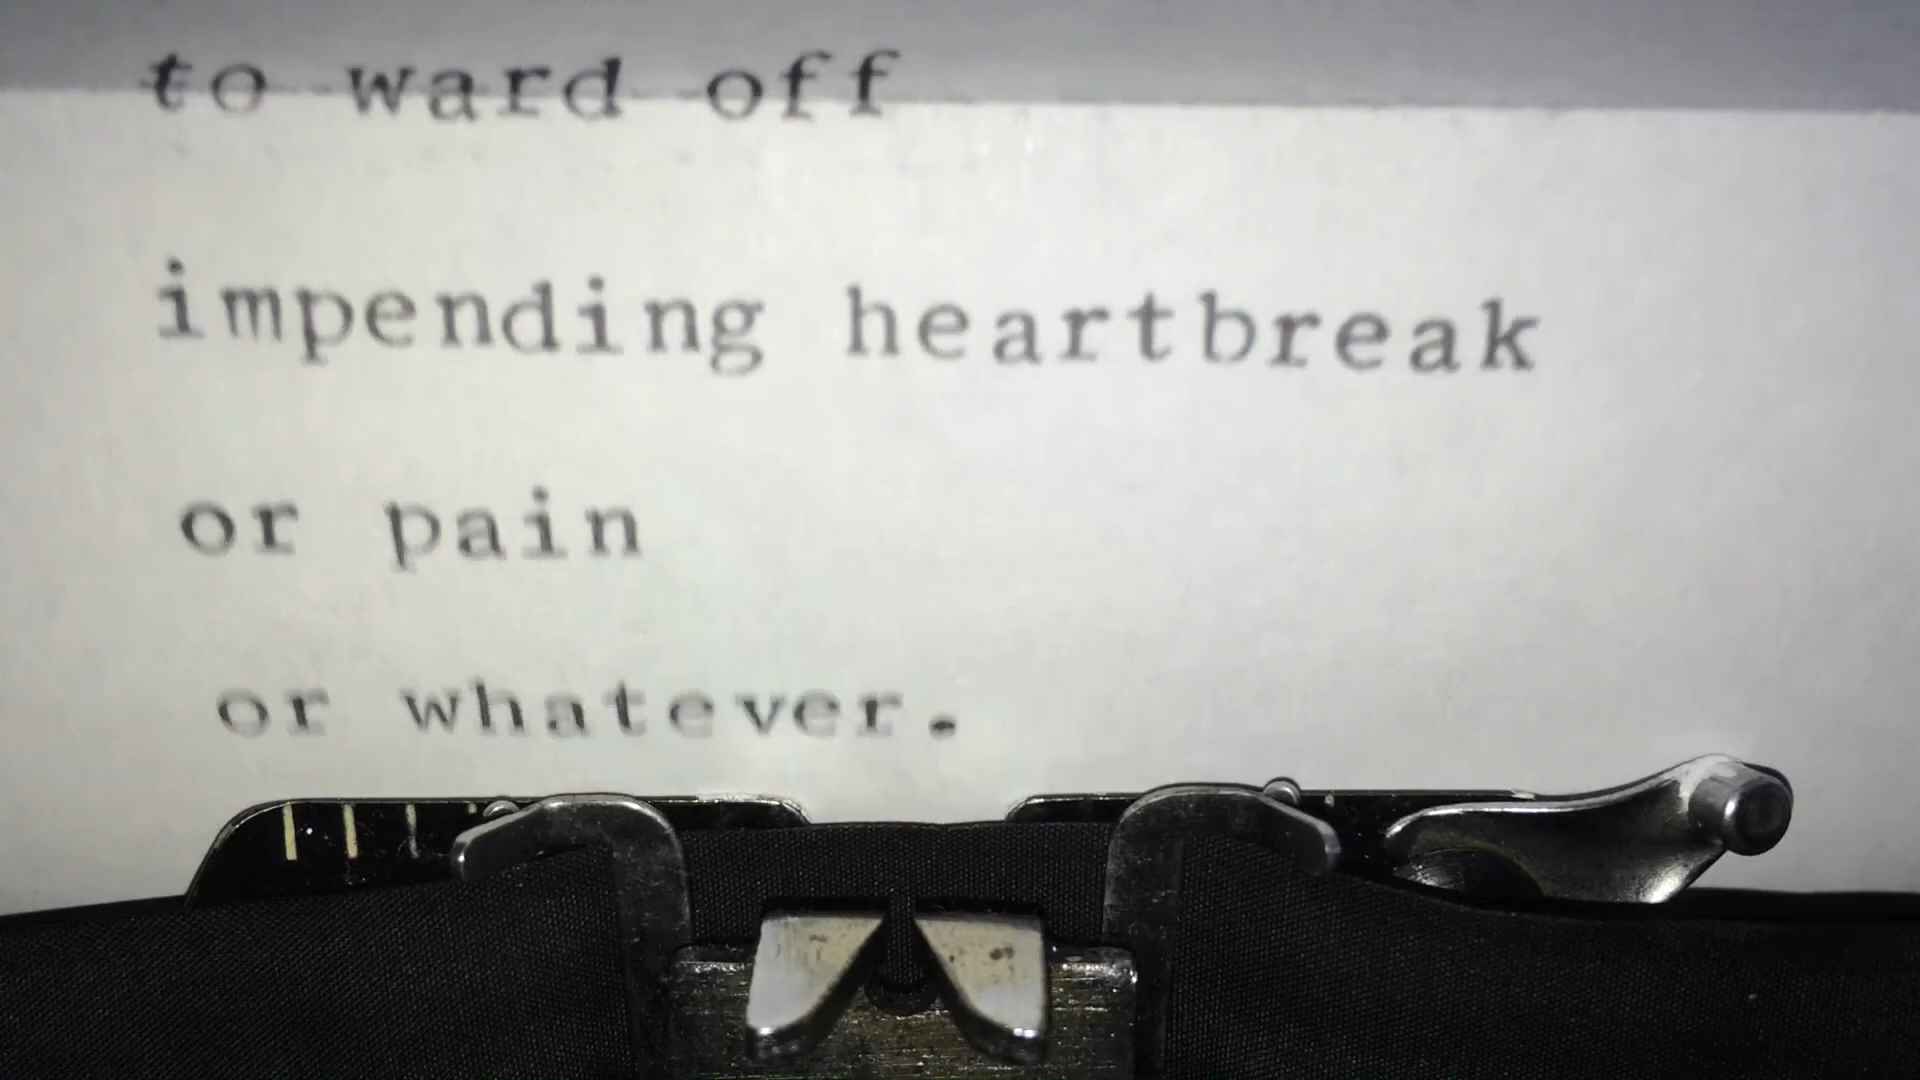 to ward off
impending heartbreak
or pain
or whatever.